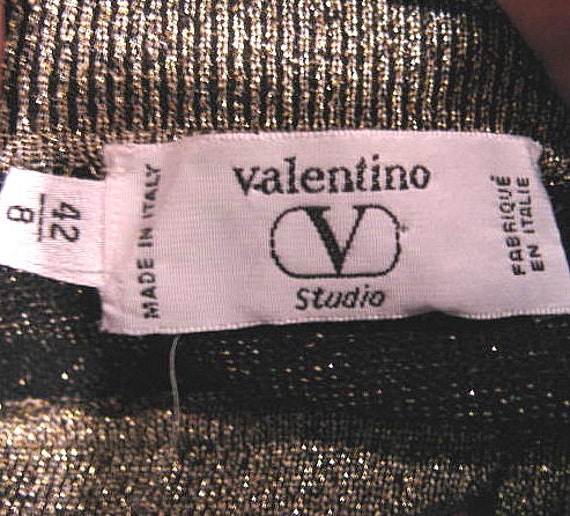 42
8
MADE IN ITALY
valentino
V
Studio
FABRIQUÉ
EN ITALIE